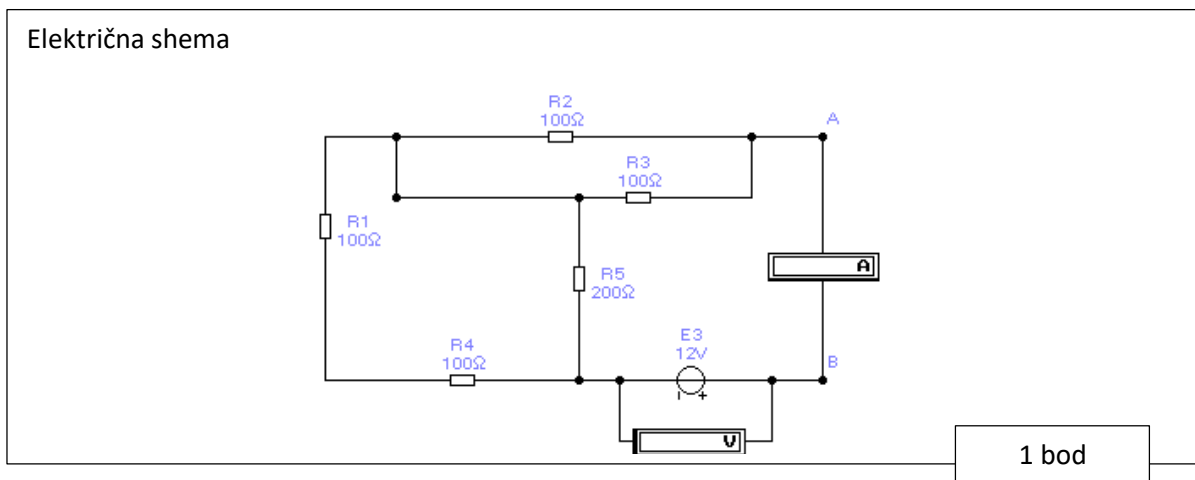 Električna shema
R2
100Ω
A
R3
100Ω
R1
100Ω
A
R5
200Ω
E3
12V
R4
100Ω
B
- +
V
1 bod